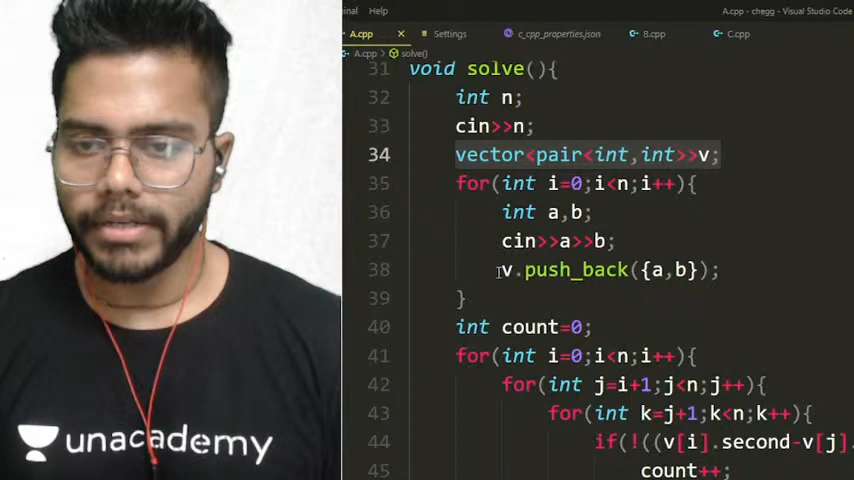 inal Help
A.cpp - chegg - Visual Studio Code
A.cpp × Settings c_cpp_properties.json B.cpp C.cpp
A.cpp > solve()
31 void solve(){
32 int n;
33 cin>>n;
34 vector<pair<int,int>>v;
35 for(int i=0;i<n;i++){
36 int a,b;
37 cin>>a>>b;
38 v.push_back({a,b});
39 }
40 int count=0;
41 for(int i=0;i<n;i++){
42 for(int j=i+1;j<n;j++){
43 for(int k=j+1;k<n;k++){
44 if(!((v[i].second-v[j].
45 count++;
unacademy